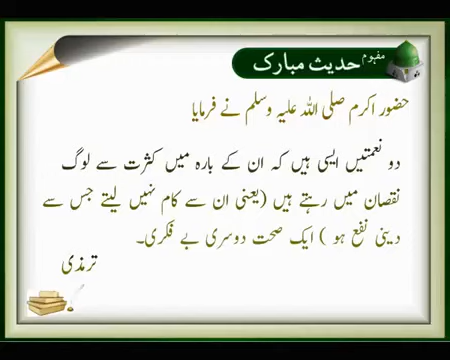 مفہوم حدیث مبارک
حضور اکرم صلی اللہ علیہ وسلم نے فرمایا
دو نعمتیں ایسی ہیں کہ ان کے بارہ میں کثرت سے لوگ
نقصان میں رہتے ہیں (یعنی ان سے کام نہیں لیتے جس سے
دینی نفع ہو ) ایک صحت دوسری بے فکری۔
ترمذی